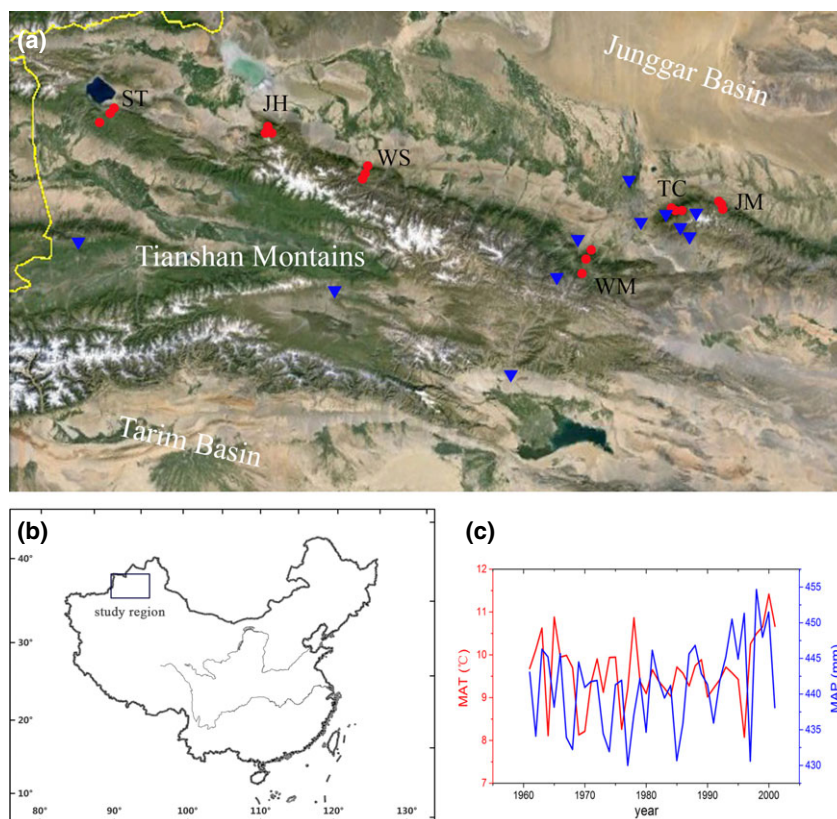 (a)
Junggar Basin
ST
JH
WS
TC
JM
Tianshan Montains
WM
Tarim Basin
(b)
40°
30°
20°
10°
study region
80° 90° 100° 110° 120° 130°
(c)
12
11
10
9
8
7
MAT (℃)
455
450
445
440
435
430
MAP (mm)
1960 1970 1980 1990 2000
year